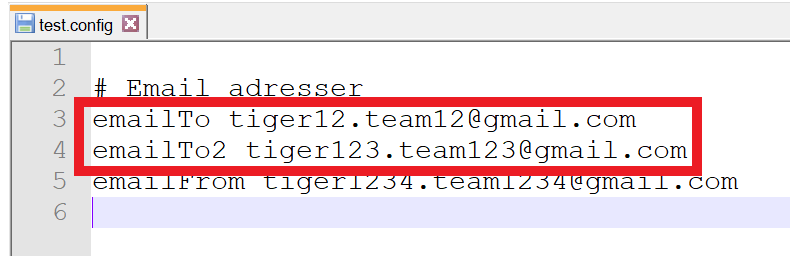 test.config
1
2 # Email adresser
3 emailTo tiger12.team12@gmail.com
4 emailTo2 tiger123.team123@gmail.com
5 emailFrom tiger1234.team1234@gmail.com
6